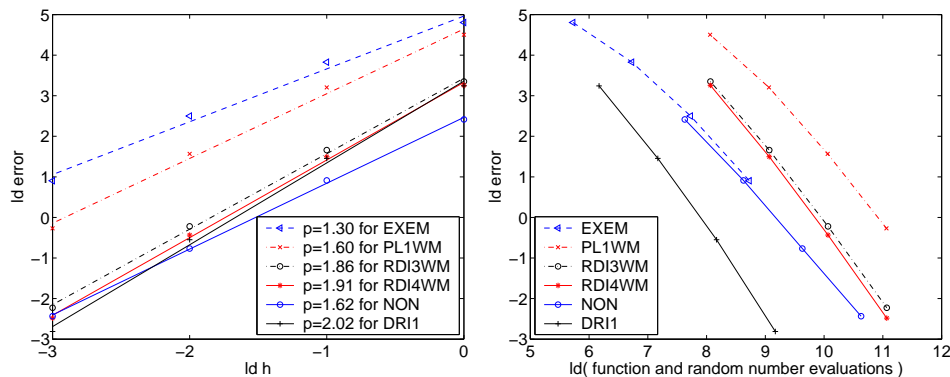 5
4
3
2
1
0
−1
−2
−3
ld error
−3
−2
−1
0
ld h
p=1.30 for EXEM
p=1.60 for PL1WM
p=1.86 for RDI3WM
p=1.91 for RDI4WM
p=1.62 for NON
p=2.02 for DRI1
5
4
3
2
1
0
−1
−2
−3
ld error
5
6
7
8
9
10
11
12
ld( function and random number evaluations )
EXEM
PL1WM
RDI3WM
RDI4WM
NON
DRI1